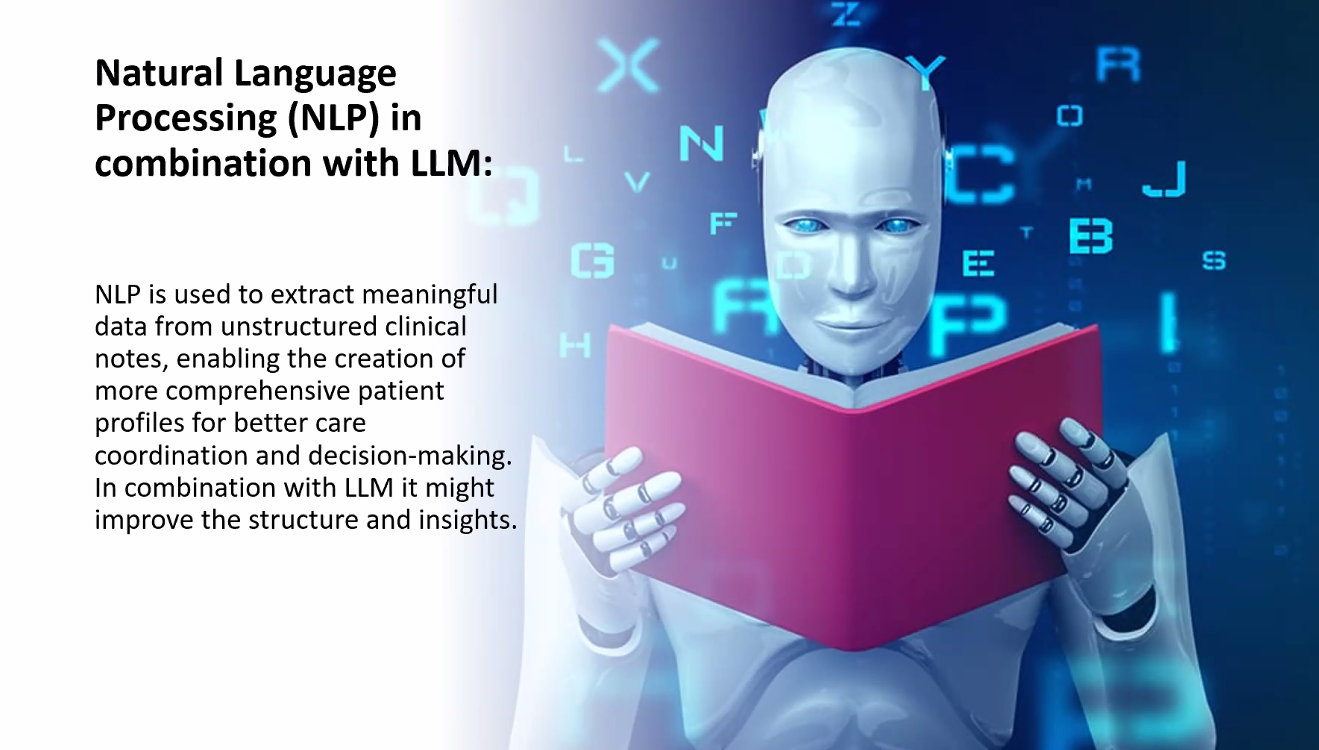 Natural Language
Processing (NLP) in
combination with LLM:
NLP is used to extract meaningful
data from unstructured clinical
notes, enabling the creation of
more comprehensive patient
profiles for better care
coordination and decision-making.
In combination with LLM it might
improve the structure and insights.
Z
X
Y
R
O
N
L
V
Q
C
Y
M
J
F
T
B
G
U
D
E
S
A
P
I
H
P